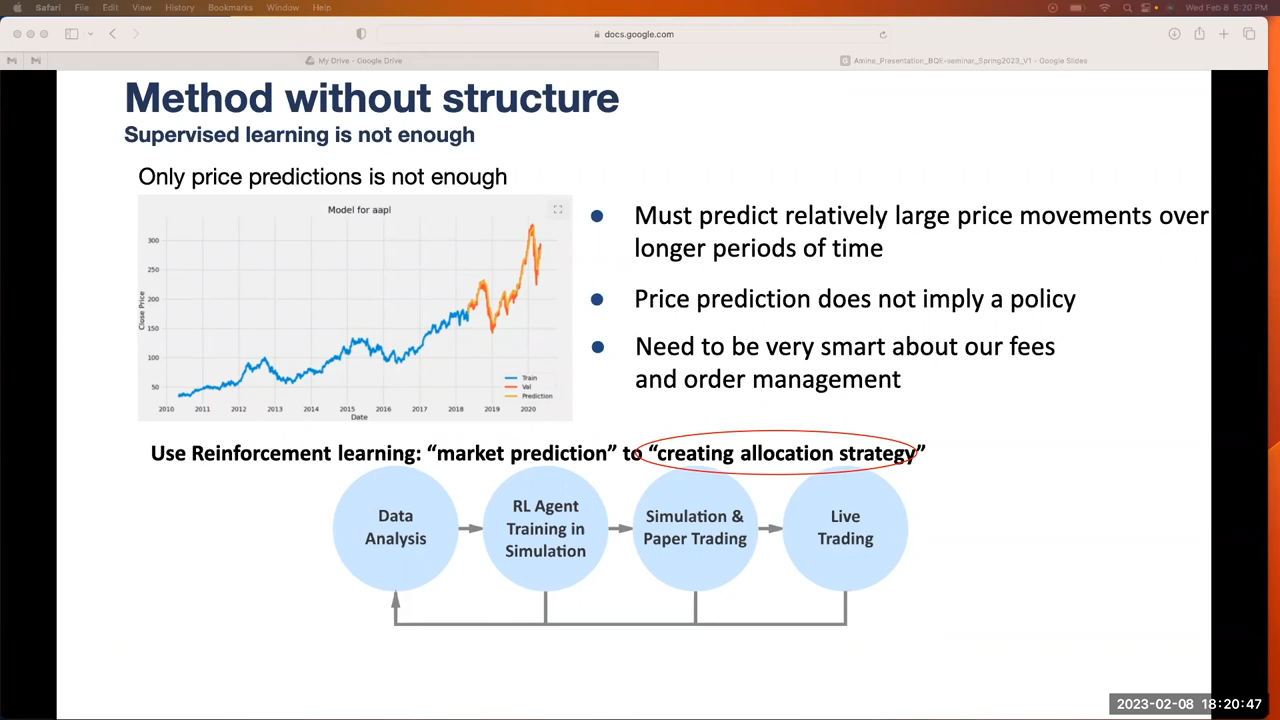 Safari File Edit View History Bookmarks Window Help Wed Feb 8 6:20 PM
docs.google.com
My Drive - Google Drive Amine_Presentation_BQE-seminar_Spring2023_V1 - Google Slides
Method without structure
Supervised learning is not enough
Only price predictions is not enough
Model for aapl
300
250
200
150
100
50
Close Price
2010 2011 2012 2013 2014 2015 2016 2017 2018 2019 2020
Date
Train
Val
Prediction
● Must predict relatively large price movements over
longer periods of time
● Price prediction does not imply a policy
● Need to be very smart about our fees
and order management
Use Reinforcement learning: “market prediction” to “creating allocation strategy”
Data
Analysis
RL Agent
Training in
Simulation
Simulation &
Paper Trading
Live
Trading
2023-02-08 18:20:47